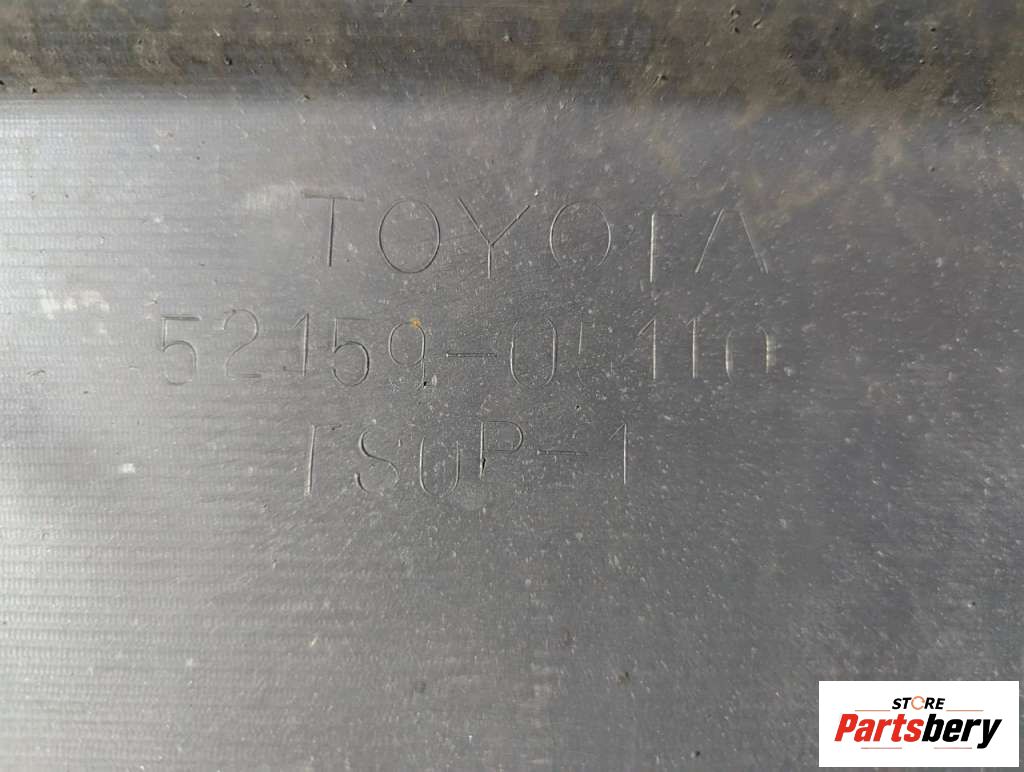 TOYOTA
52159-05110
TSOP-1
STORE
Partsbery